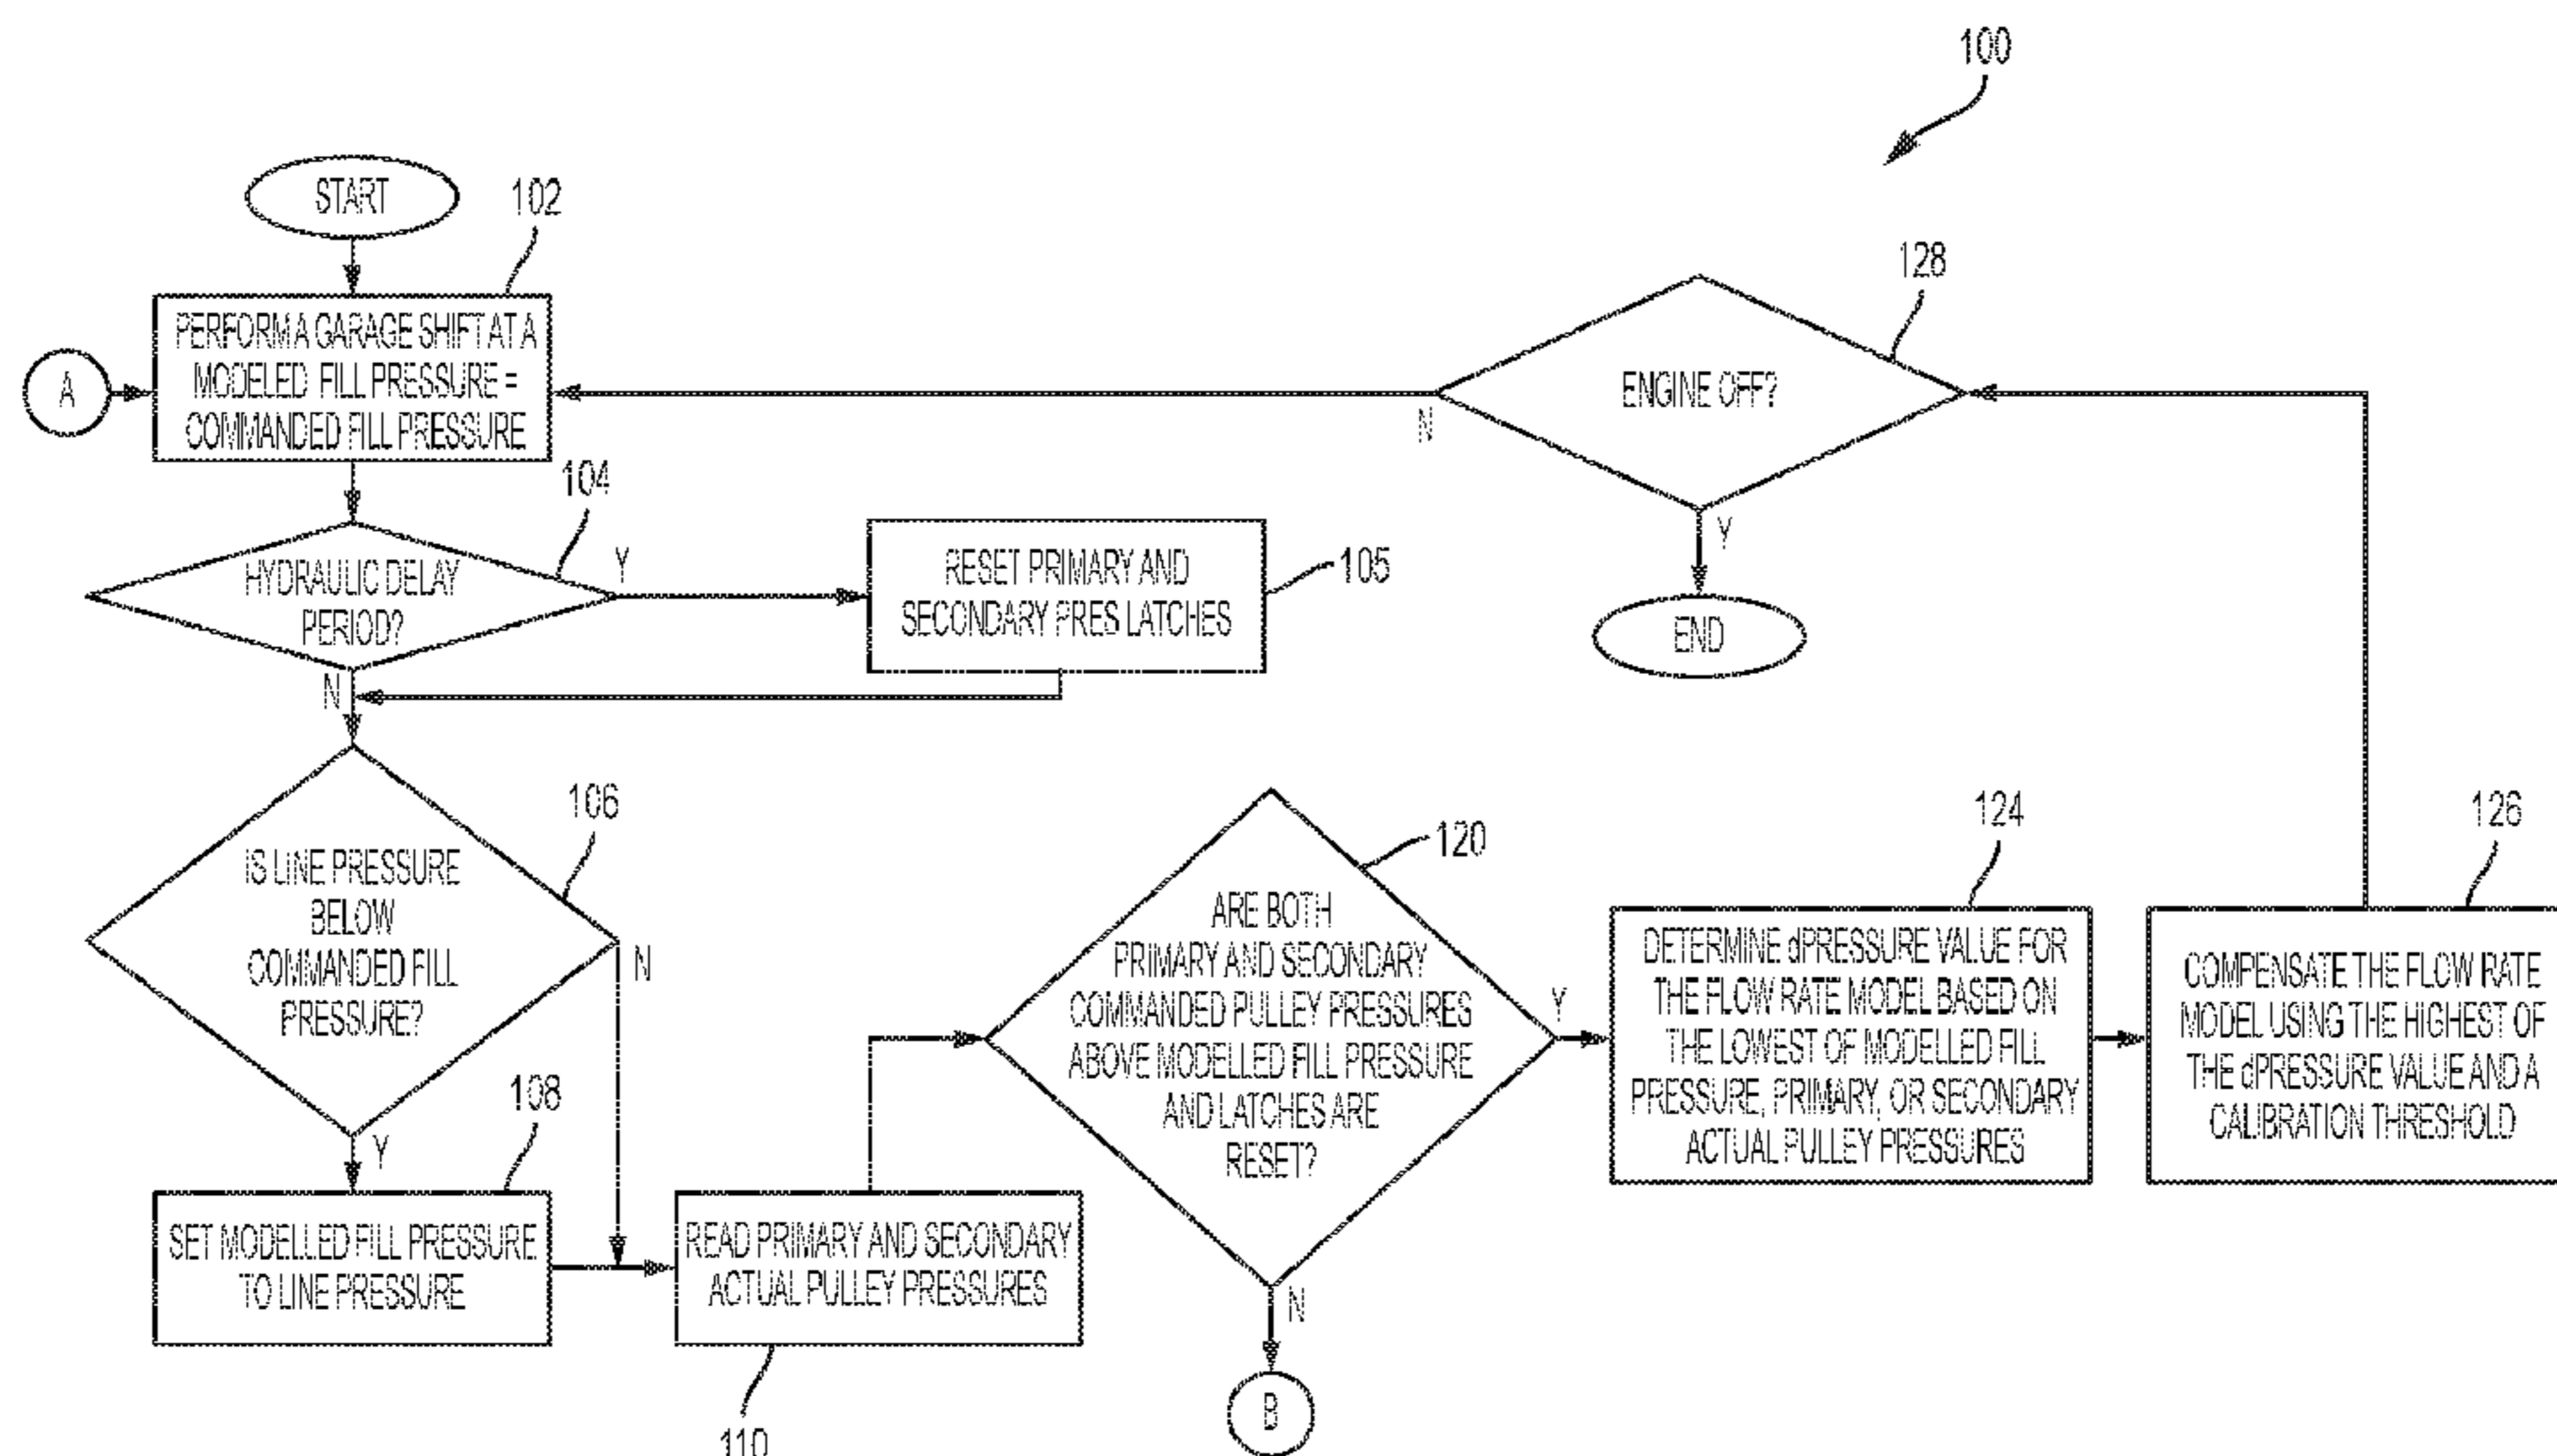 100
START
102
PERFORM A GARAGE SHIFT AT A
MODELED FILL PRESSURE =
COMMANDED FILL PRESSURE
A
128
ENGINE OFF?
N
Y
END
104
HYDRAULIC DELAY
PERIOD?
Y
N
RESET PRIMARY AND
SECONDARY PRES LATCHES
105
106
IS LINE PRESSURE
BELOW
COMMANDED FILL
PRESSURE?
N
Y
108
SET MODELLED FILL PRESSURE
TO LINE PRESSURE
READ PRIMARY AND SECONDARY
ACTUAL PULLEY PRESSURES
110
120
ARE BOTH
PRIMARY AND SECONDARY
COMMANDED PULLEY PRESSURES
ABOVE MODELLED FILL PRESSURE
AND LATCHES ARE
RESET?
Y
N
B
124
DETERMINE dPRESSURE VALUE FOR
THE FLOW RATE MODEL BASED ON
THE LOWEST OF MODELLED FILL
PRESSURE, PRIMARY, OR SECONDARY
ACTUAL PULLEY PRESSURES
126
COMPENSATE THE FLOW RATE
MODEL USING THE HIGHEST OF
THE dPRESSURE VALUE AND A
CALIBRATION THRESHOLD